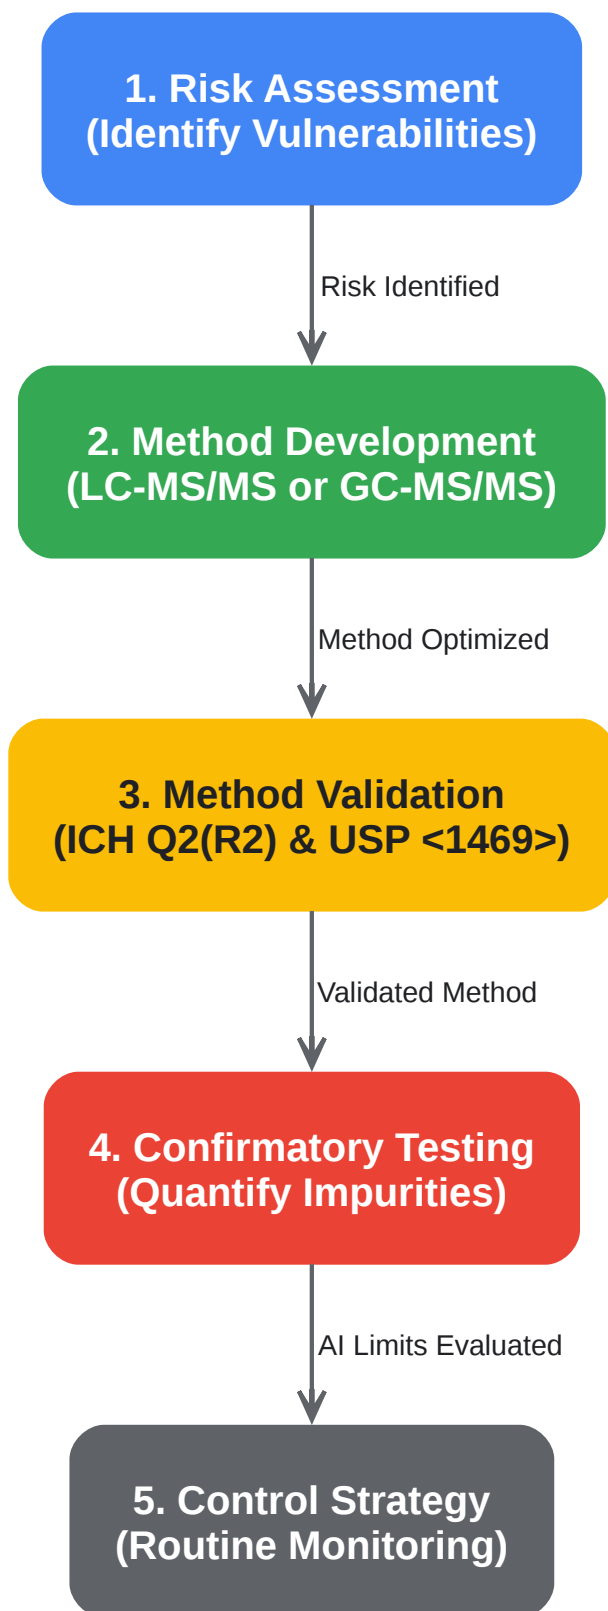 1. Risk Assessment
(Identify Vulnerabilities)
Risk Identified
2. Method Development
(LC-MS/MS or GC-MS/MS)
Method Optimized
3. Method Validation
(ICH Q2(R2) & USP <1469>)
Validated Method
4. Confirmatory Testing
(Quantify Impurities)
AI Limits Evaluated
5. Control Strategy
(Routine Monitoring)